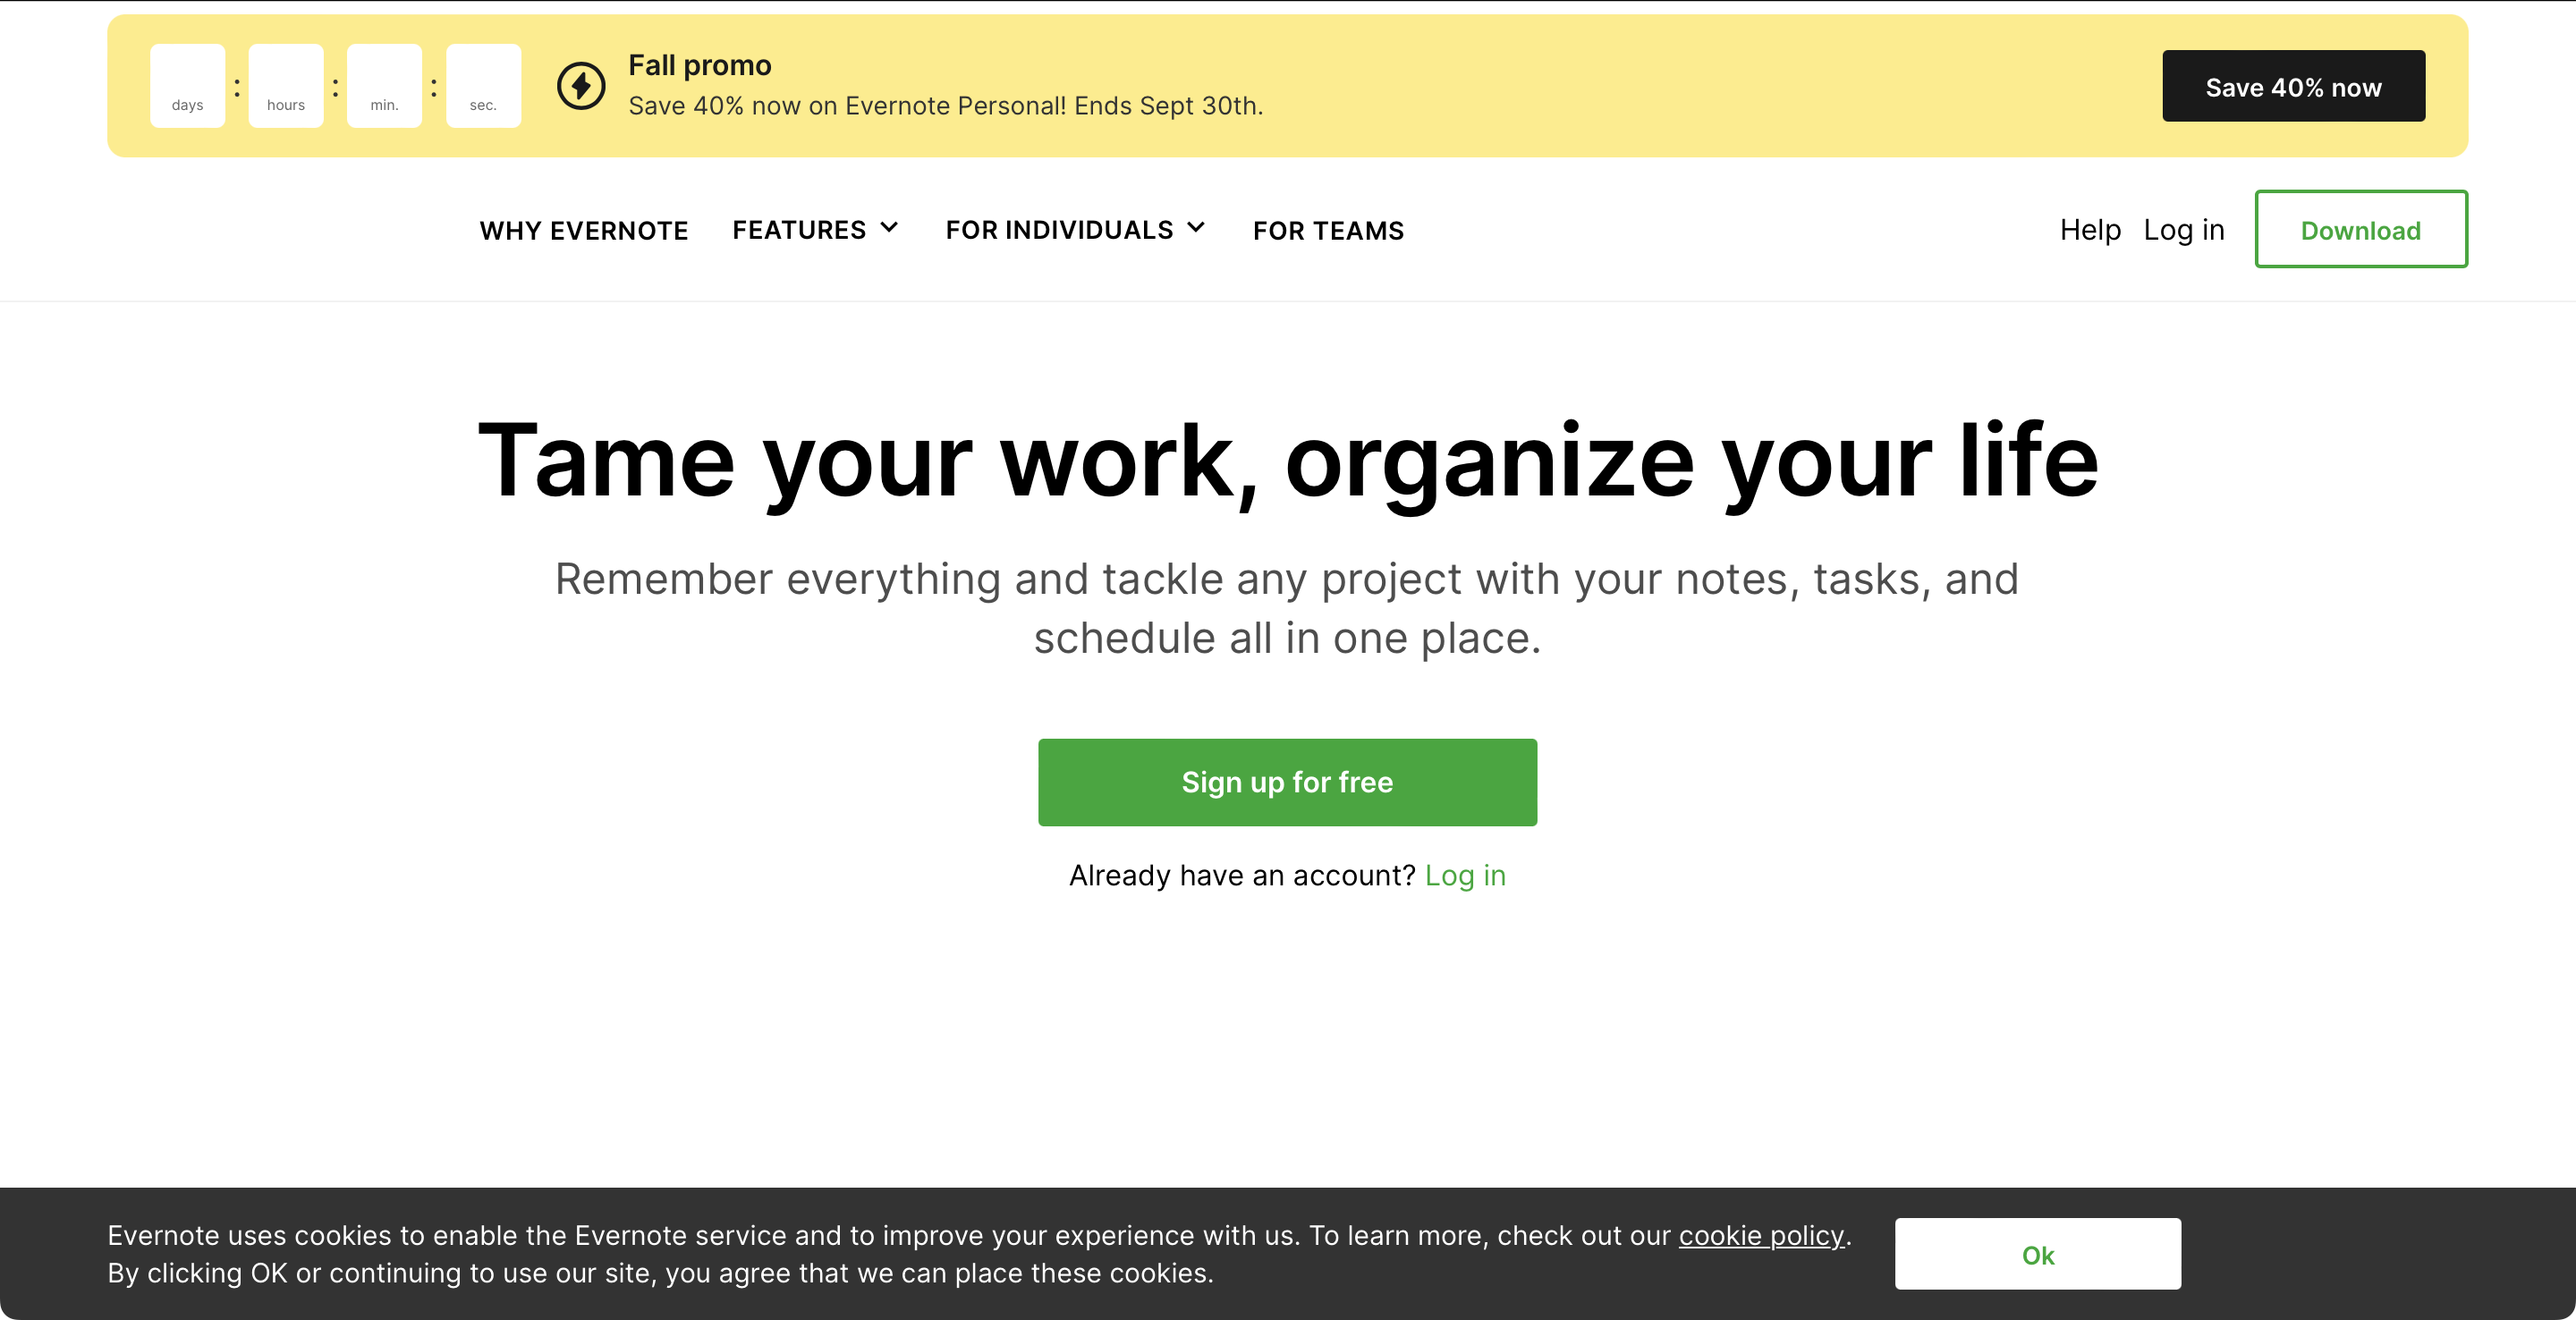 days : hours : min. : sec.
Fall promo
Save 40% now on Evernote Personal! Ends Sept 30th.
Save 40% now
WHY EVERNOTE FEATURES FOR INDIVIDUALS FOR TEAMS
Help Log in Download
Tame your work, organize your life
Remember everything and tackle any project with your notes, tasks, and
schedule all in one place.
Sign up for free
Already have an account? Log in
Evernote uses cookies to enable the Evernote service and to improve your experience with us. To learn more, check out our cookie policy.
By clicking OK or continuing to use our site, you agree that we can place these cookies.
Ok